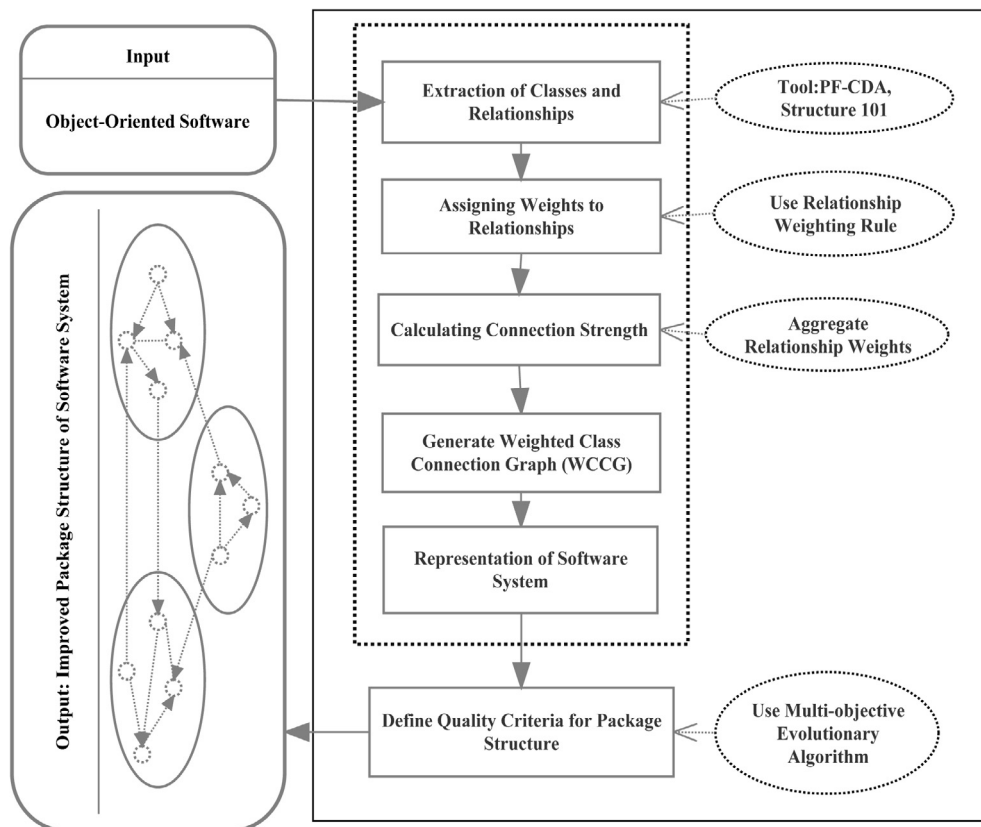 Input
Object-Oriented Software
Extraction of Classes and
Relationships
Tool:PF-CDA,
Structure 101
Assigning Weights to
Relationships
Use Relationship
Weighting Rule
Calculating Connection Strength
Aggregate
Relationship Weights
Generate Weighted Class
Connection Graph (WCCG)
Representation of Software
System
Define Quality Criteria for Package
Structure
Use Multi-objective
Evolutionary
Algorithm
Output: Improved Package Structure of Software System